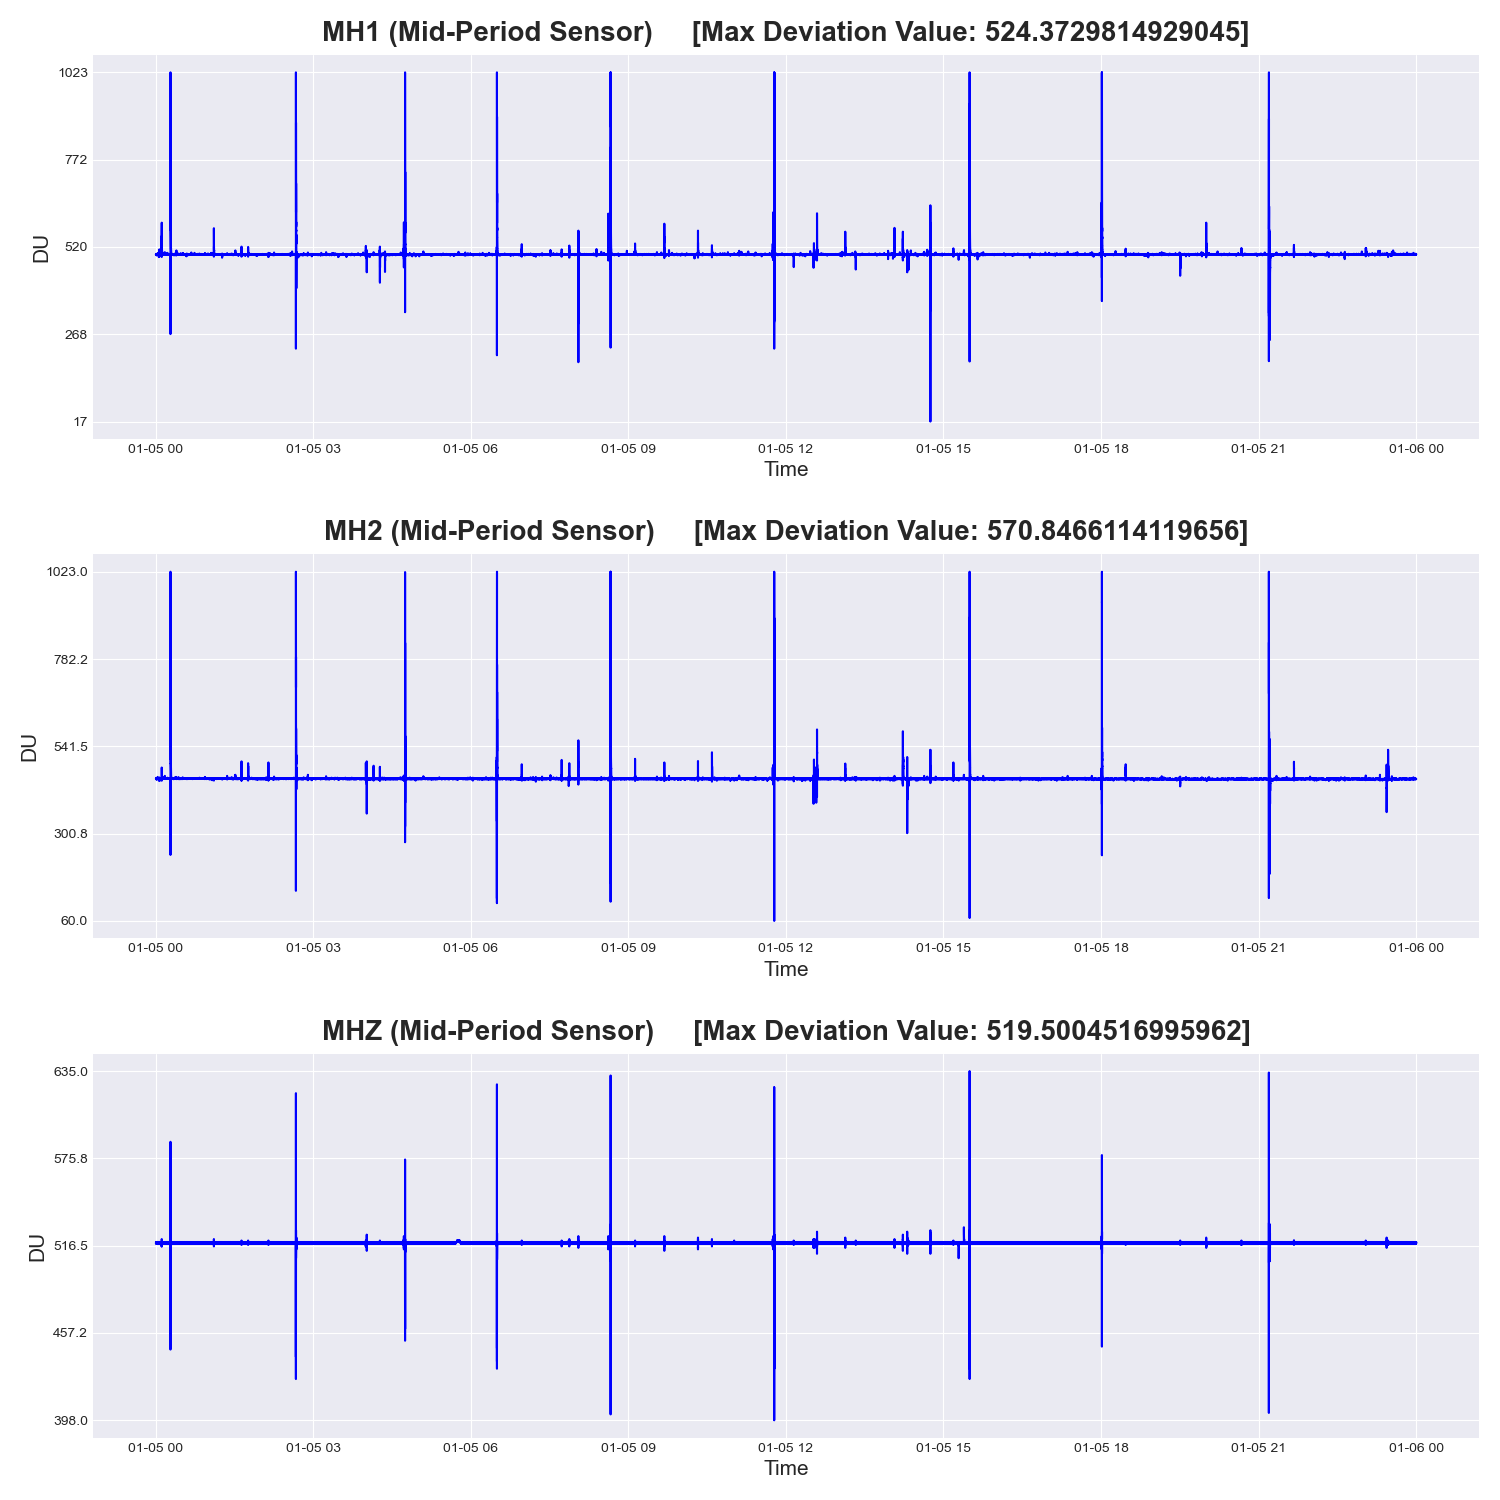 MH1 (Mid-Period Sensor) [Max Deviation Value: 524.3729814929045]
1023
772
520
268
17
DU
01-05 00 01-05 03 01-05 06 01-05 09 01-05 12 01-05 15 01-05 18 01-05 21 01-06 00
Time
MH2 (Mid-Period Sensor) [Max Deviation Value: 570.8466114119656]
1023.0
782.2
541.5
300.8
60.0
DU
01-05 00 01-05 03 01-05 06 01-05 09 01-05 12 01-05 15 01-05 18 01-05 21 01-06 00
Time
MHZ (Mid-Period Sensor) [Max Deviation Value: 519.5004516995962]
635.0
575.8
516.5
457.2
398.0
DU
01-05 00 01-05 03 01-05 06 01-05 09 01-05 12 01-05 15 01-05 18 01-05 21 01-06 00
Time